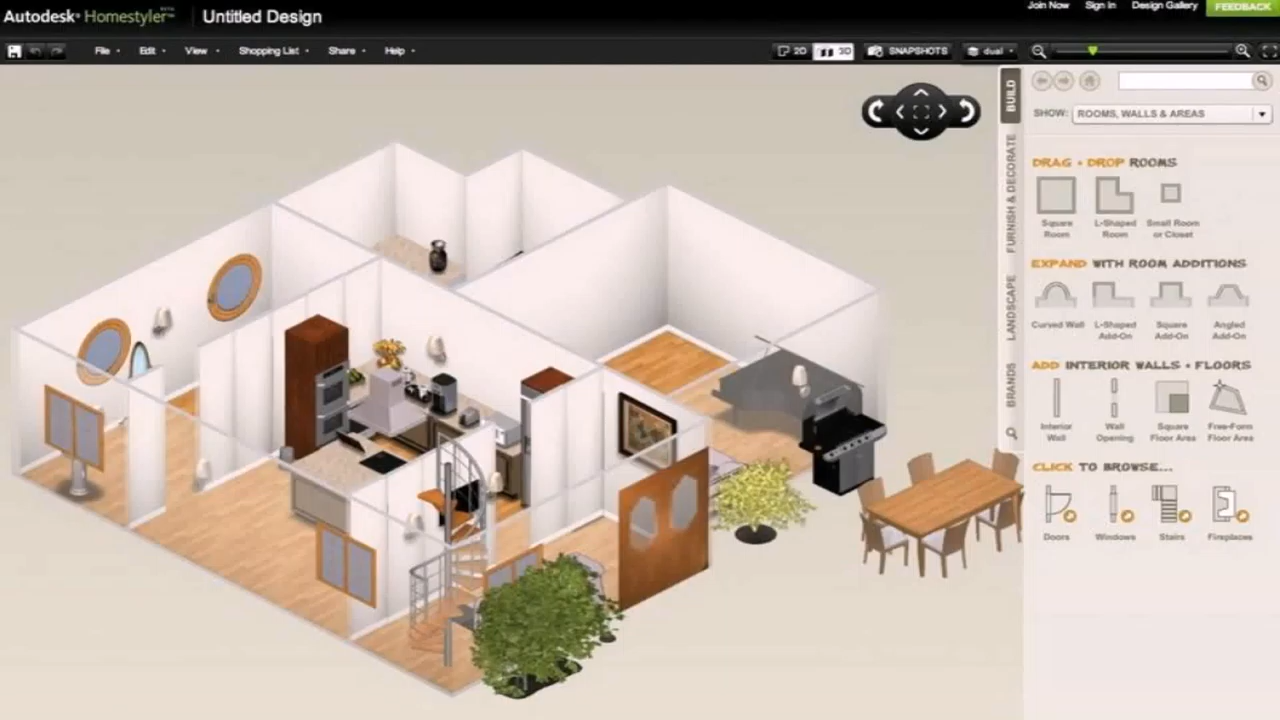 Autodesk® Homestyler™ BETA Untitled Design
Join Now Sign In Design Gallery FEEDBACK
File Edit View Shopping List Share Help
2D 3D SNAPSHOTS dual
BUILD
FURNISH & DECORATE
LANDSCAPE
BRANDS
SHOW: ROOMS, WALLS & AREAS
DRAG + DROP ROOMS
Square Room
L-Shaped Room
Small Room or Closet
EXPAND WITH ROOM ADDITIONS
Curved Wall
L-Shaped Add-On
Square Add-On
Angled Add-On
ADD INTERIOR WALLS + FLOORS
Interior Wall
Wall Opening
Square Floor Area
Free-Form Floor Area
CLICK TO BROWSE...
Doors Windows Stairs Fireplaces